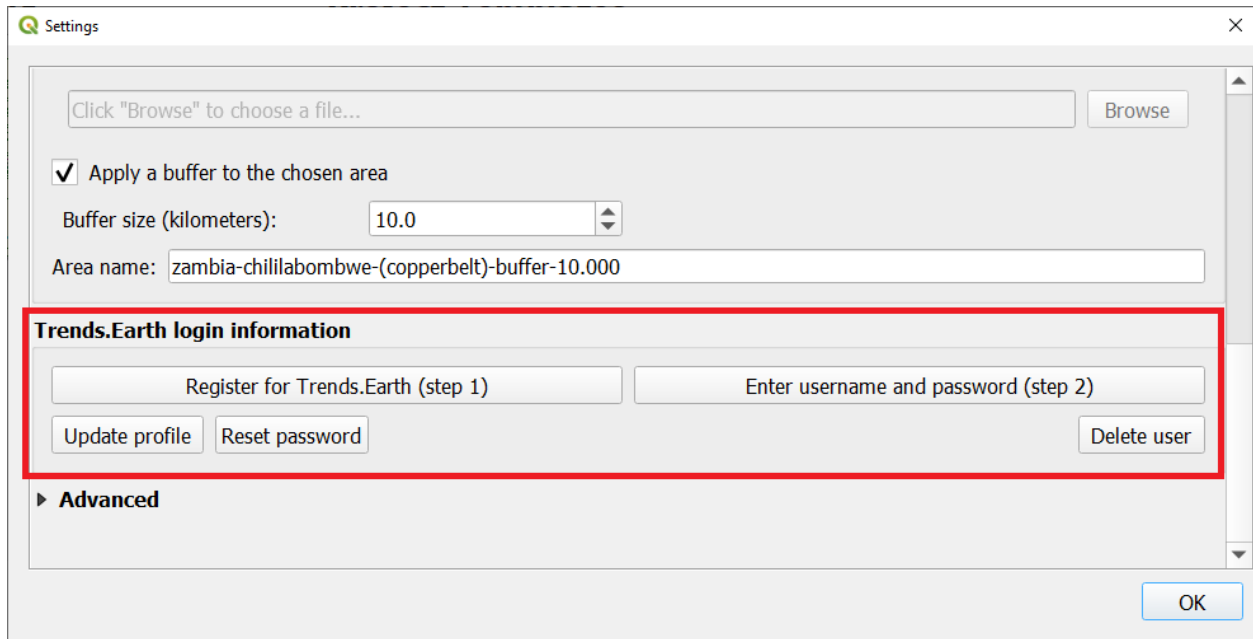 Settings
Click "Browse" to choose a file...
Browse
Apply a buffer to the chosen area
Buffer size (kilometers):
10.0
Area name:
zambia-chililabombwe-(copperbelt)-buffer-10.000
Trends.Earth login information
Register for Trends.Earth (step 1)
Enter username and password (step 2)
Update profile
Reset password
Delete user
Advanced
OK